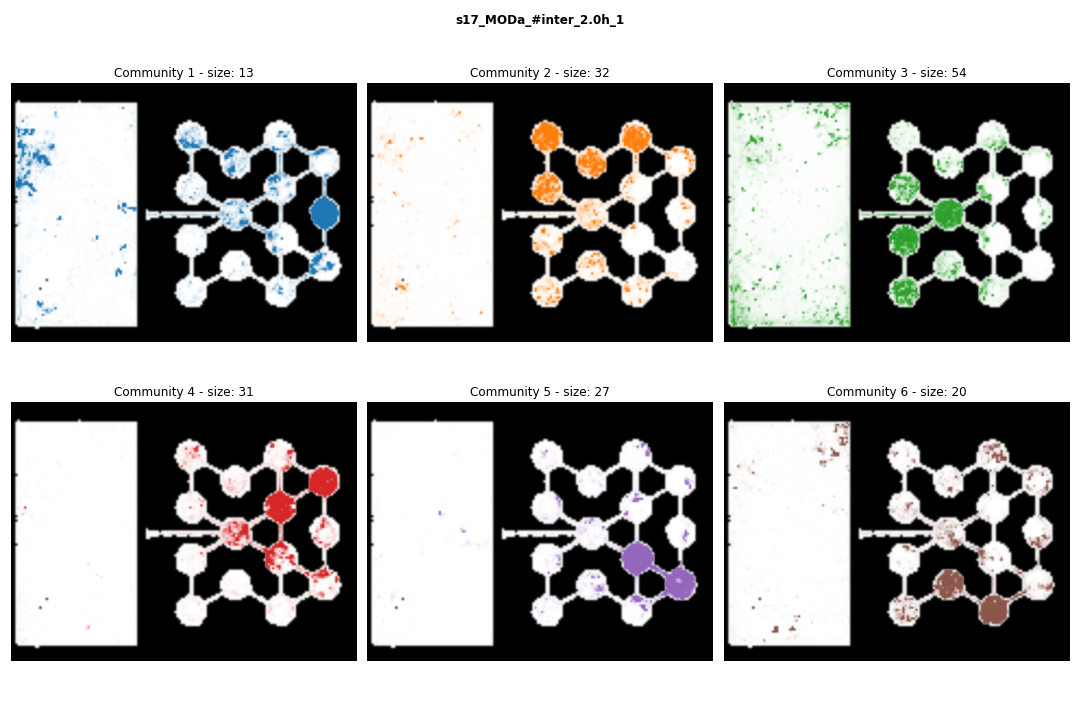 s17_MODa_#inter_2.0h_1
Community 1 - size: 13
Community 2 - size: 32
Community 3 - size: 54
Community 4 - size: 31
Community 5 - size: 27
Community 6 - size: 20